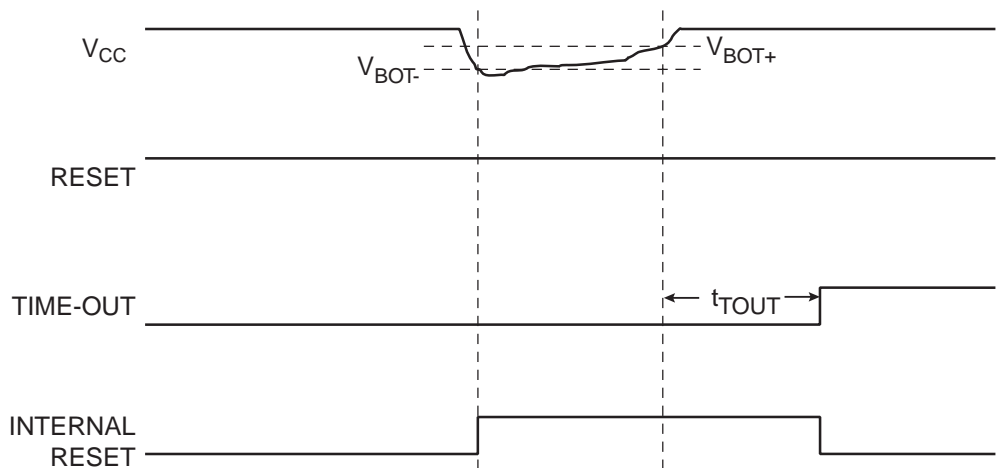 VCC
VBOT-
VBOT+
RESET
TIME-OUT
tTOUT
INTERNAL
RESET